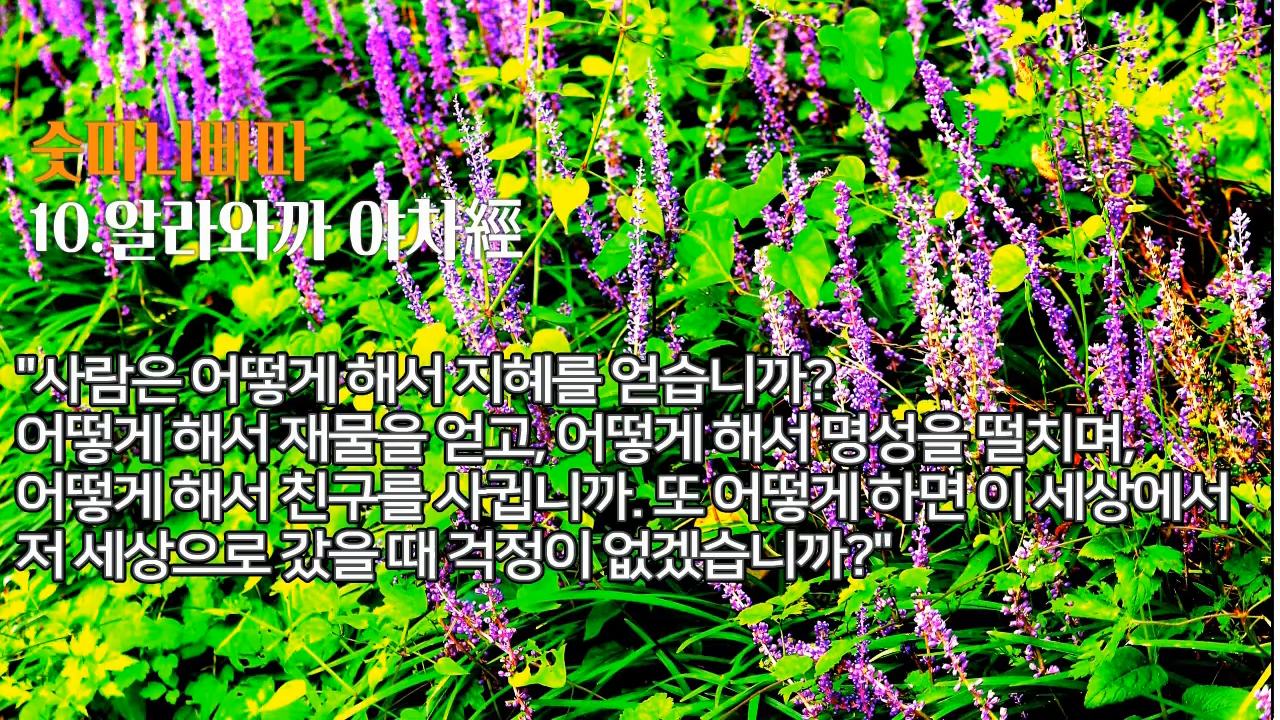 숫따니빠따
10.알라와까 야차經
"사람은 어떻게 해서 지혜를 얻습니까?
어떻게 해서 재물을 얻고, 어떻게 해서 명성을 떨치며,
어떻게 해서 친구를 사귑니까. 또 어떻게 하면 이 세상에서
저 세상으로 갔을 때 걱정이 없겠습니까?"